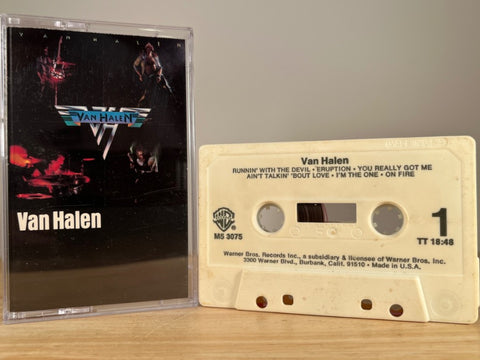 VAN HALEN
VAN HALEN
Van Halen
Van Halen
RUNNIN' WITH THE DEVIL • ERUPTION • YOU REALLY GOT ME
AIN'T TALKIN' 'BOUT LOVE • I'M THE ONE • ON FIRE
M5 3075
1
TT 18:48
Warner Bros. Records Inc., a subsidiary & licensee of Warner Bros. Inc.
3300 Warner Blvd., Burbank, Calif. 91510 • Made in U.S.A.